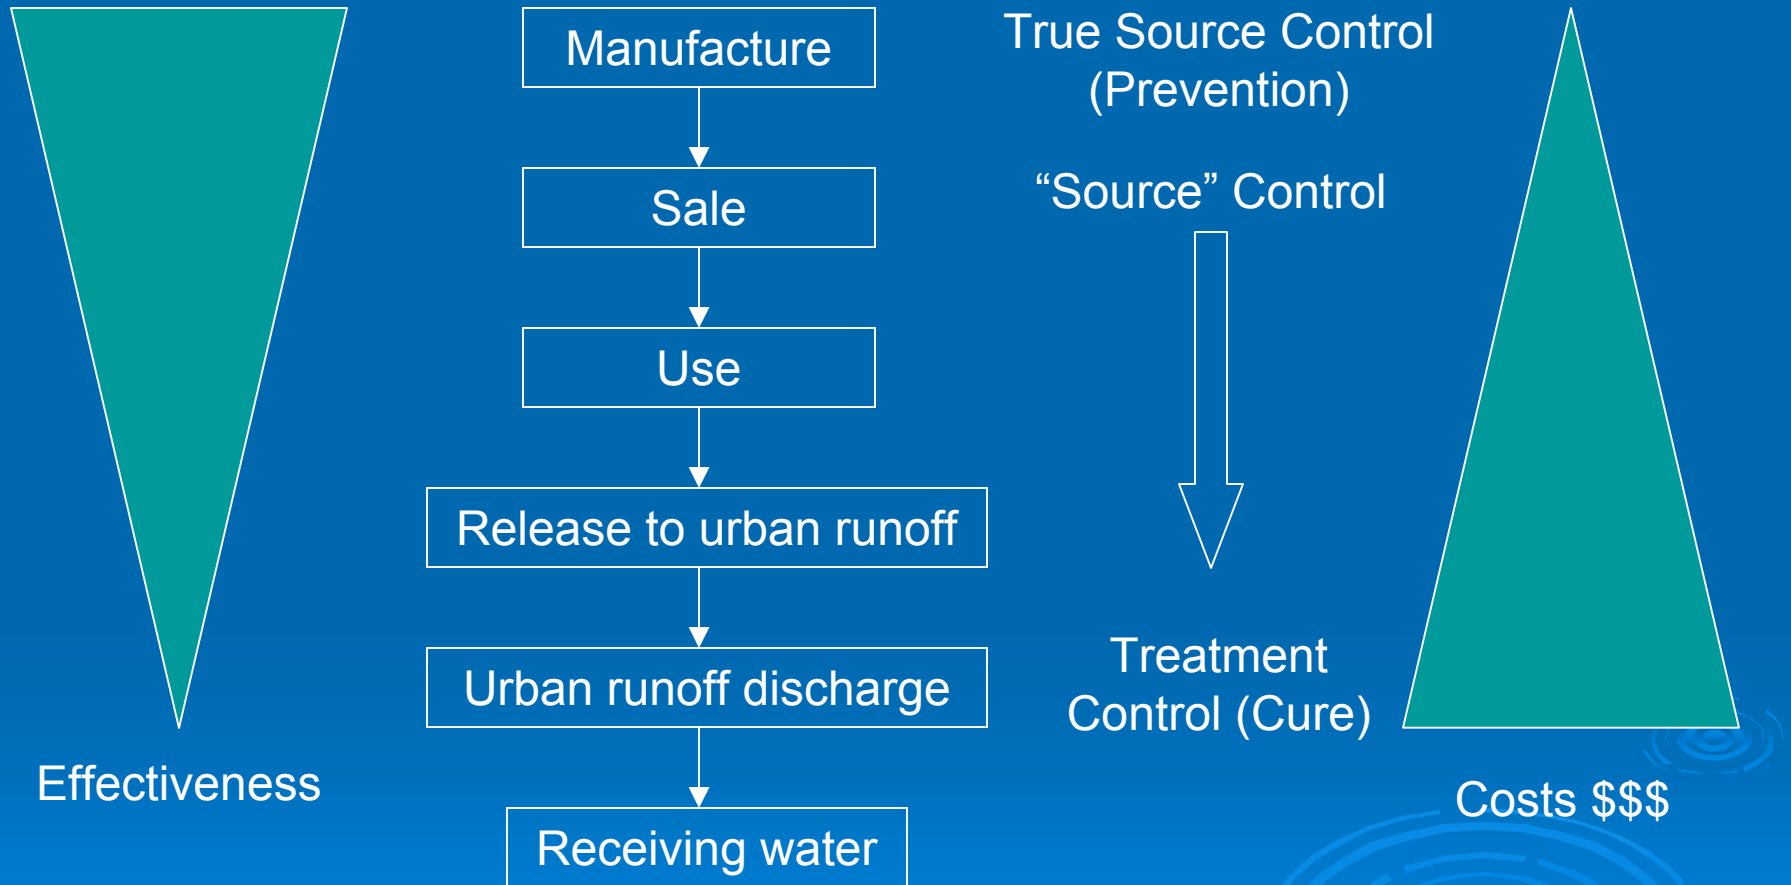 Manufacture
Sale
Use
Release to urban runoff
Urban runoff discharge
Receiving water
True Source Control
(Prevention)
“Source” Control
Treatment
Control (Cure)
Effectiveness
Costs $$$